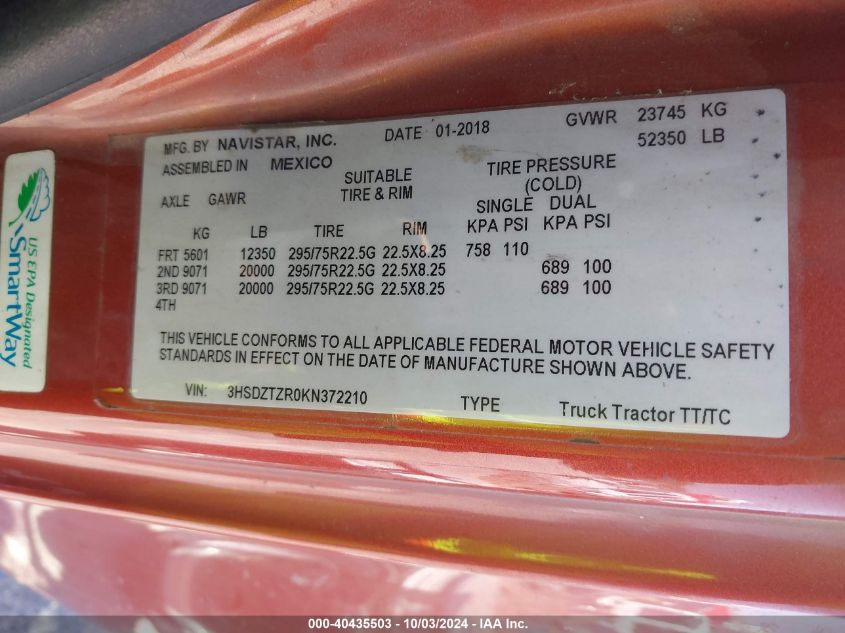 MFG. BY NAVISTAR, INC. DATE 01-2018 GVWR 23745 KG
52350 LB
ASSEMBLED IN MEXICO
SUITABLE TIRE PRESSURE
AXLE GAWR TIRE & RIM (COLD)
SINGLE DUAL
KG LB TIRE RIM KPA PSI KPA PSI
FRT 5601 12350 295/75R22.5G 22.5X8.25 758 110
2ND 9071 20000 295/75R22.5G 22.5X8.25 689 100
3RD 9071 20000 295/75R22.5G 22.5X8.25 689 100
4TH
THIS VEHICLE CONFORMS TO ALL APPLICABLE FEDERAL MOTOR VEHICLE SAFETY
STANDARDS IN EFFECT ON THE DATE OF MANUFACTURE SHOWN ABOVE.
VIN: 3HSDZTZR0KN372210 TYPE Truck Tractor TT/TC
US EPA Designated
SmartWay
000-40435503 - 10/03/2024 - IAA Inc.